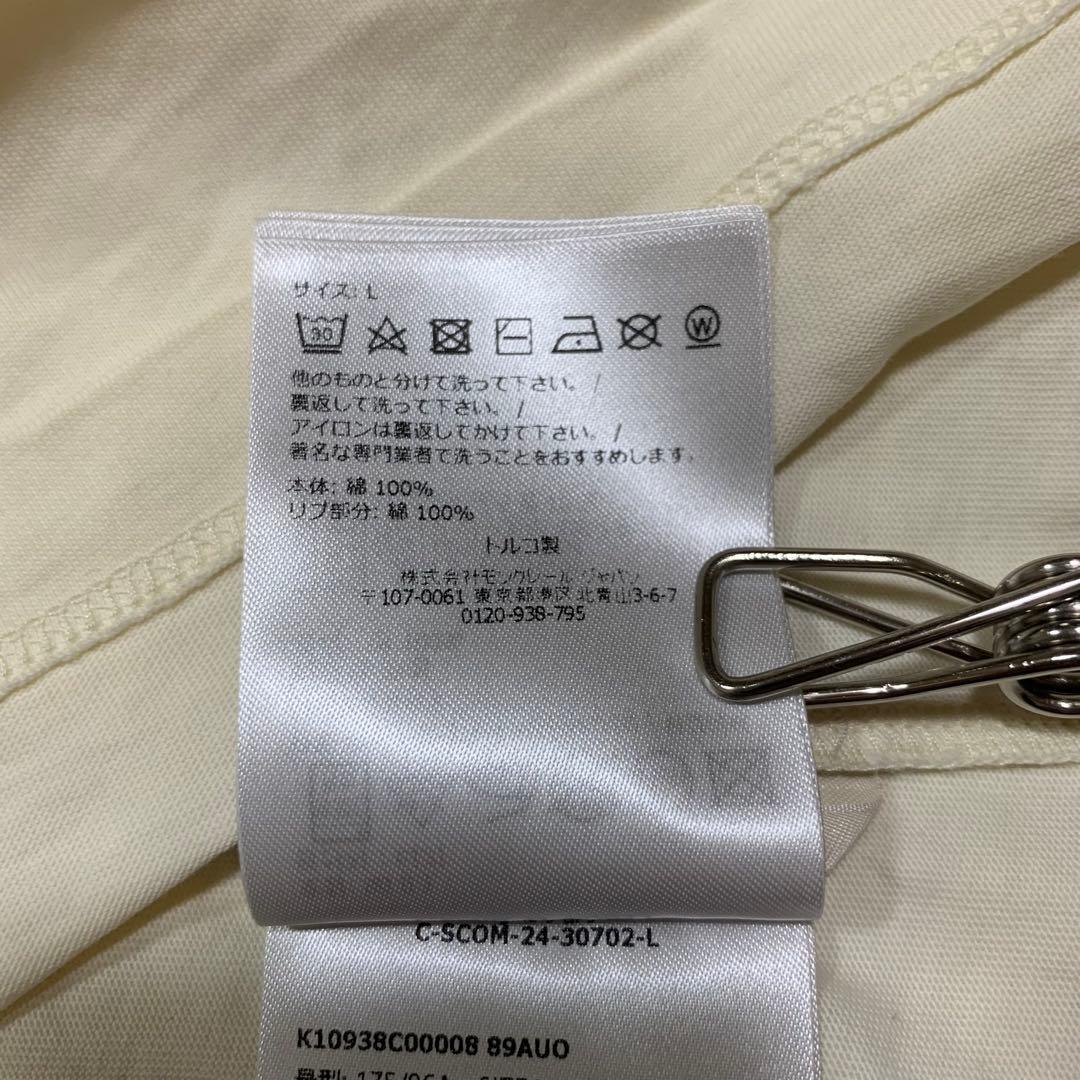 サイズ: L
30 W
他のものと分けて洗って下さい。/
裏返して洗って下さい。/
アイロンは裏返してかけて下さい。/
著名な専門業者で洗うことをおすすめします。
本体: 綿 100%
リブ部分: 綿 100%
トルコ製
株式会社モンクレール ジャパン
〒107-0061 東京都港区北青山3-6-7
0120-938-795
C-SCOM-24-30702-L
K10938C00008 89AUO
号型: 175/96A